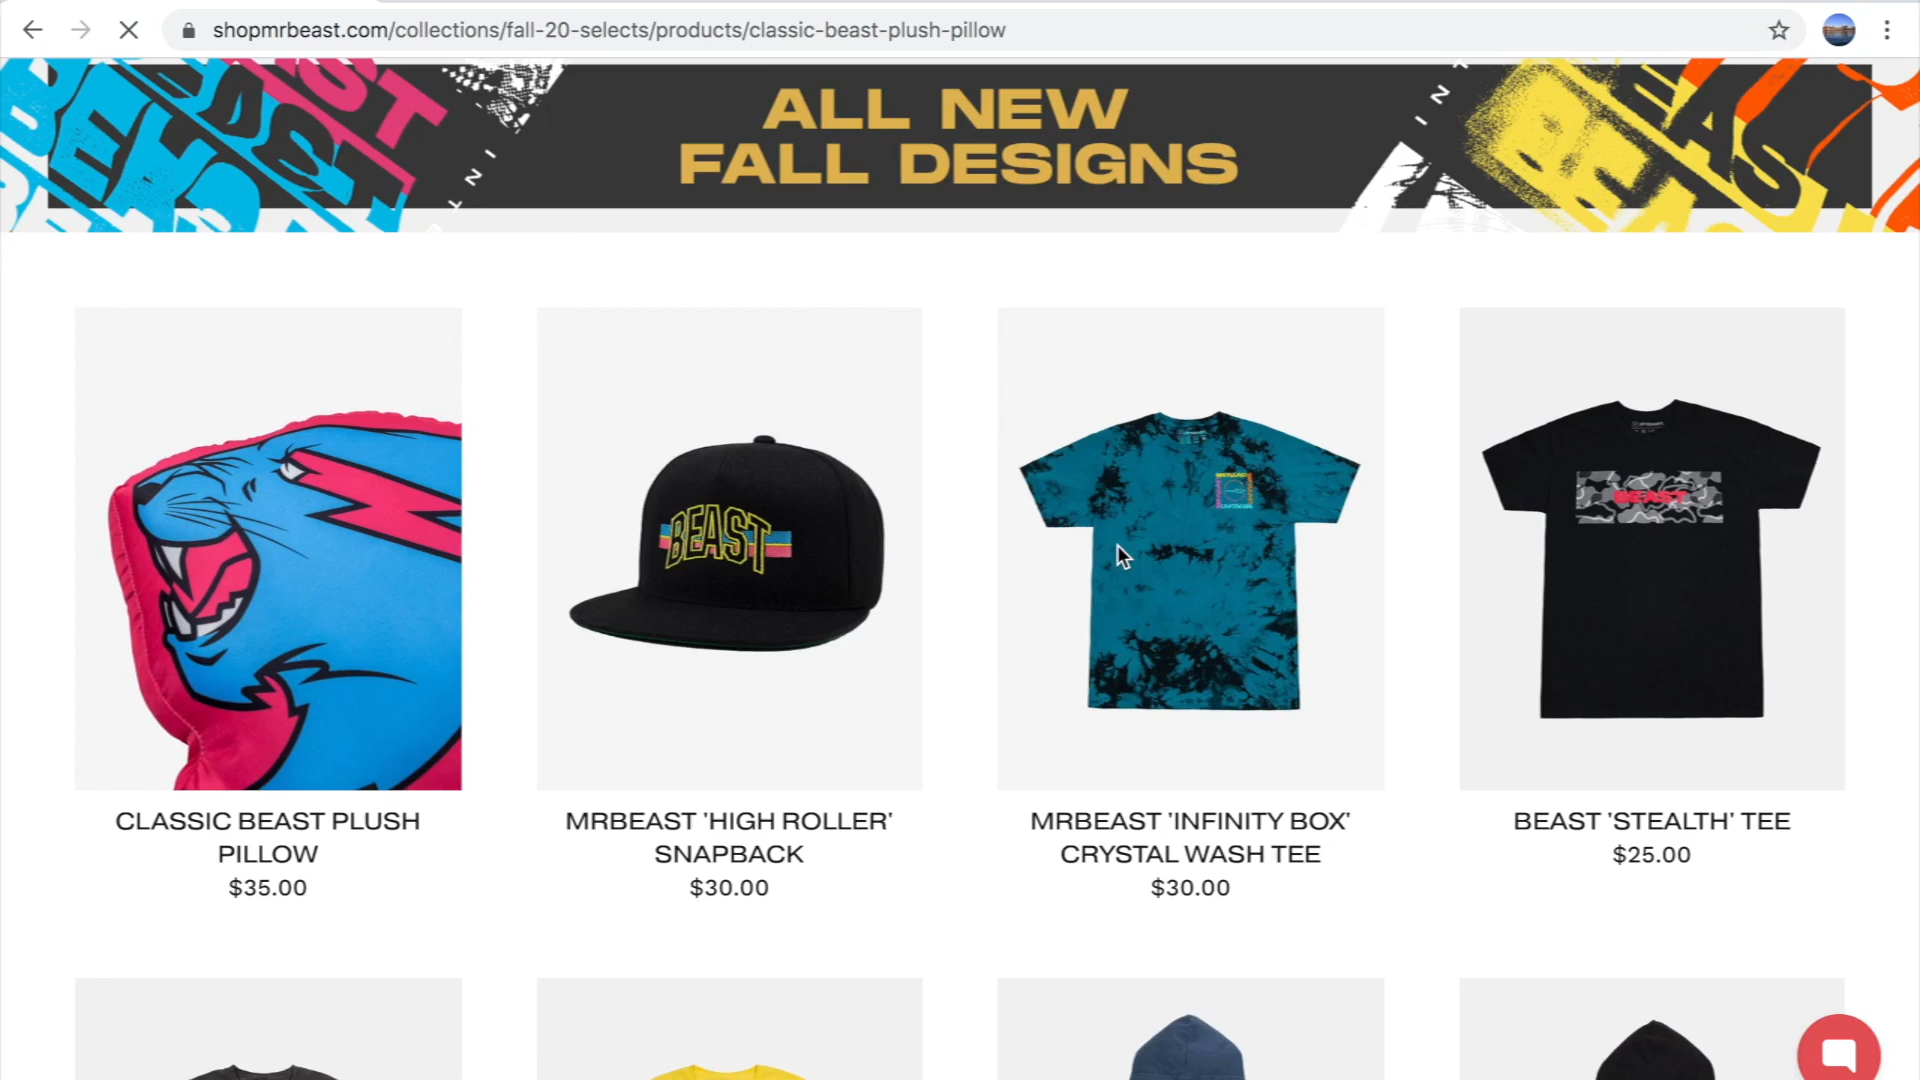 shopmrbeast.com/collections/fall-20-selects/products/classic-beast-plush-pillow
ALL NEW
FALL DESIGNS
BEAST
BEAST
CLASSIC BEAST PLUSH
PILLOW
$35.00
MRBEAST 'HIGH ROLLER'
SNAPBACK
$30.00
MRBEAST 'INFINITY BOX'
CRYSTAL WASH TEE
$30.00
BEAST 'STEALTH' TEE
$25.00